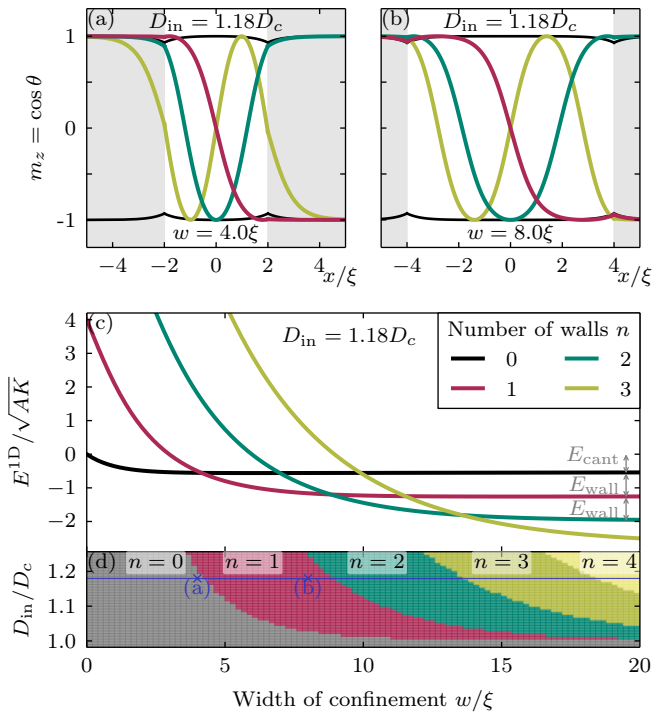 (a) D_in = 1.18D_c
(b) D_in = 1.18D_c
m_z = cos θ
1
0
-1
w = 4.0ξ
w = 8.0ξ
−4 −2 0 2 4 x/ξ
−4 −2 0 2 4 x/ξ
(c) D_in = 1.18D_c
Number of walls n
0 2
1 3
E^1D/√AK
4
3
2
1
0
−1
−2
E_cant
E_wall
E_wall
(d) n = 0 n = 1 n = 2 n = 3 n = 4
(a) (b)
D_in/D_c
1.2
1.1
1.0
0 5 10 15 20
Width of confinement w/ξ